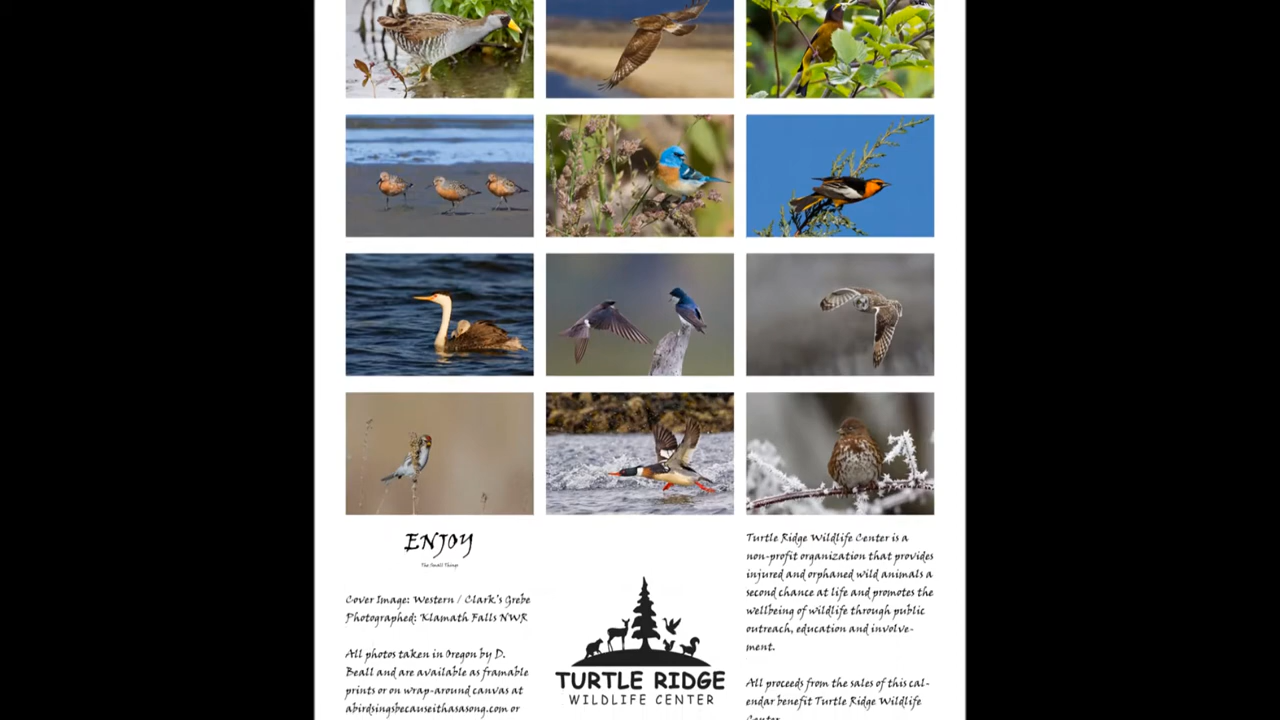 ENJOY
The Small Things
Cover Image: Western / Clark's Grebe
Photographed: Klamath Falls NWR
All photos taken in Oregon by D.
Beall and are available as framable
prints or on wrap-around canvas at
abirdsingsbecauseithasasong.com or
TURTLE RIDGE
WILDLIFE CENTER
Turtle Ridge Wildlife Center is a
non-profit organization that provides
injured and orphaned wild animals a
second chance at life and promotes the
wellbeing of wildlife through public
outreach, education and involve-
ment.
All proceeds from the sales of this cal-
endar benefit Turtle Ridge Wildlife
Center.